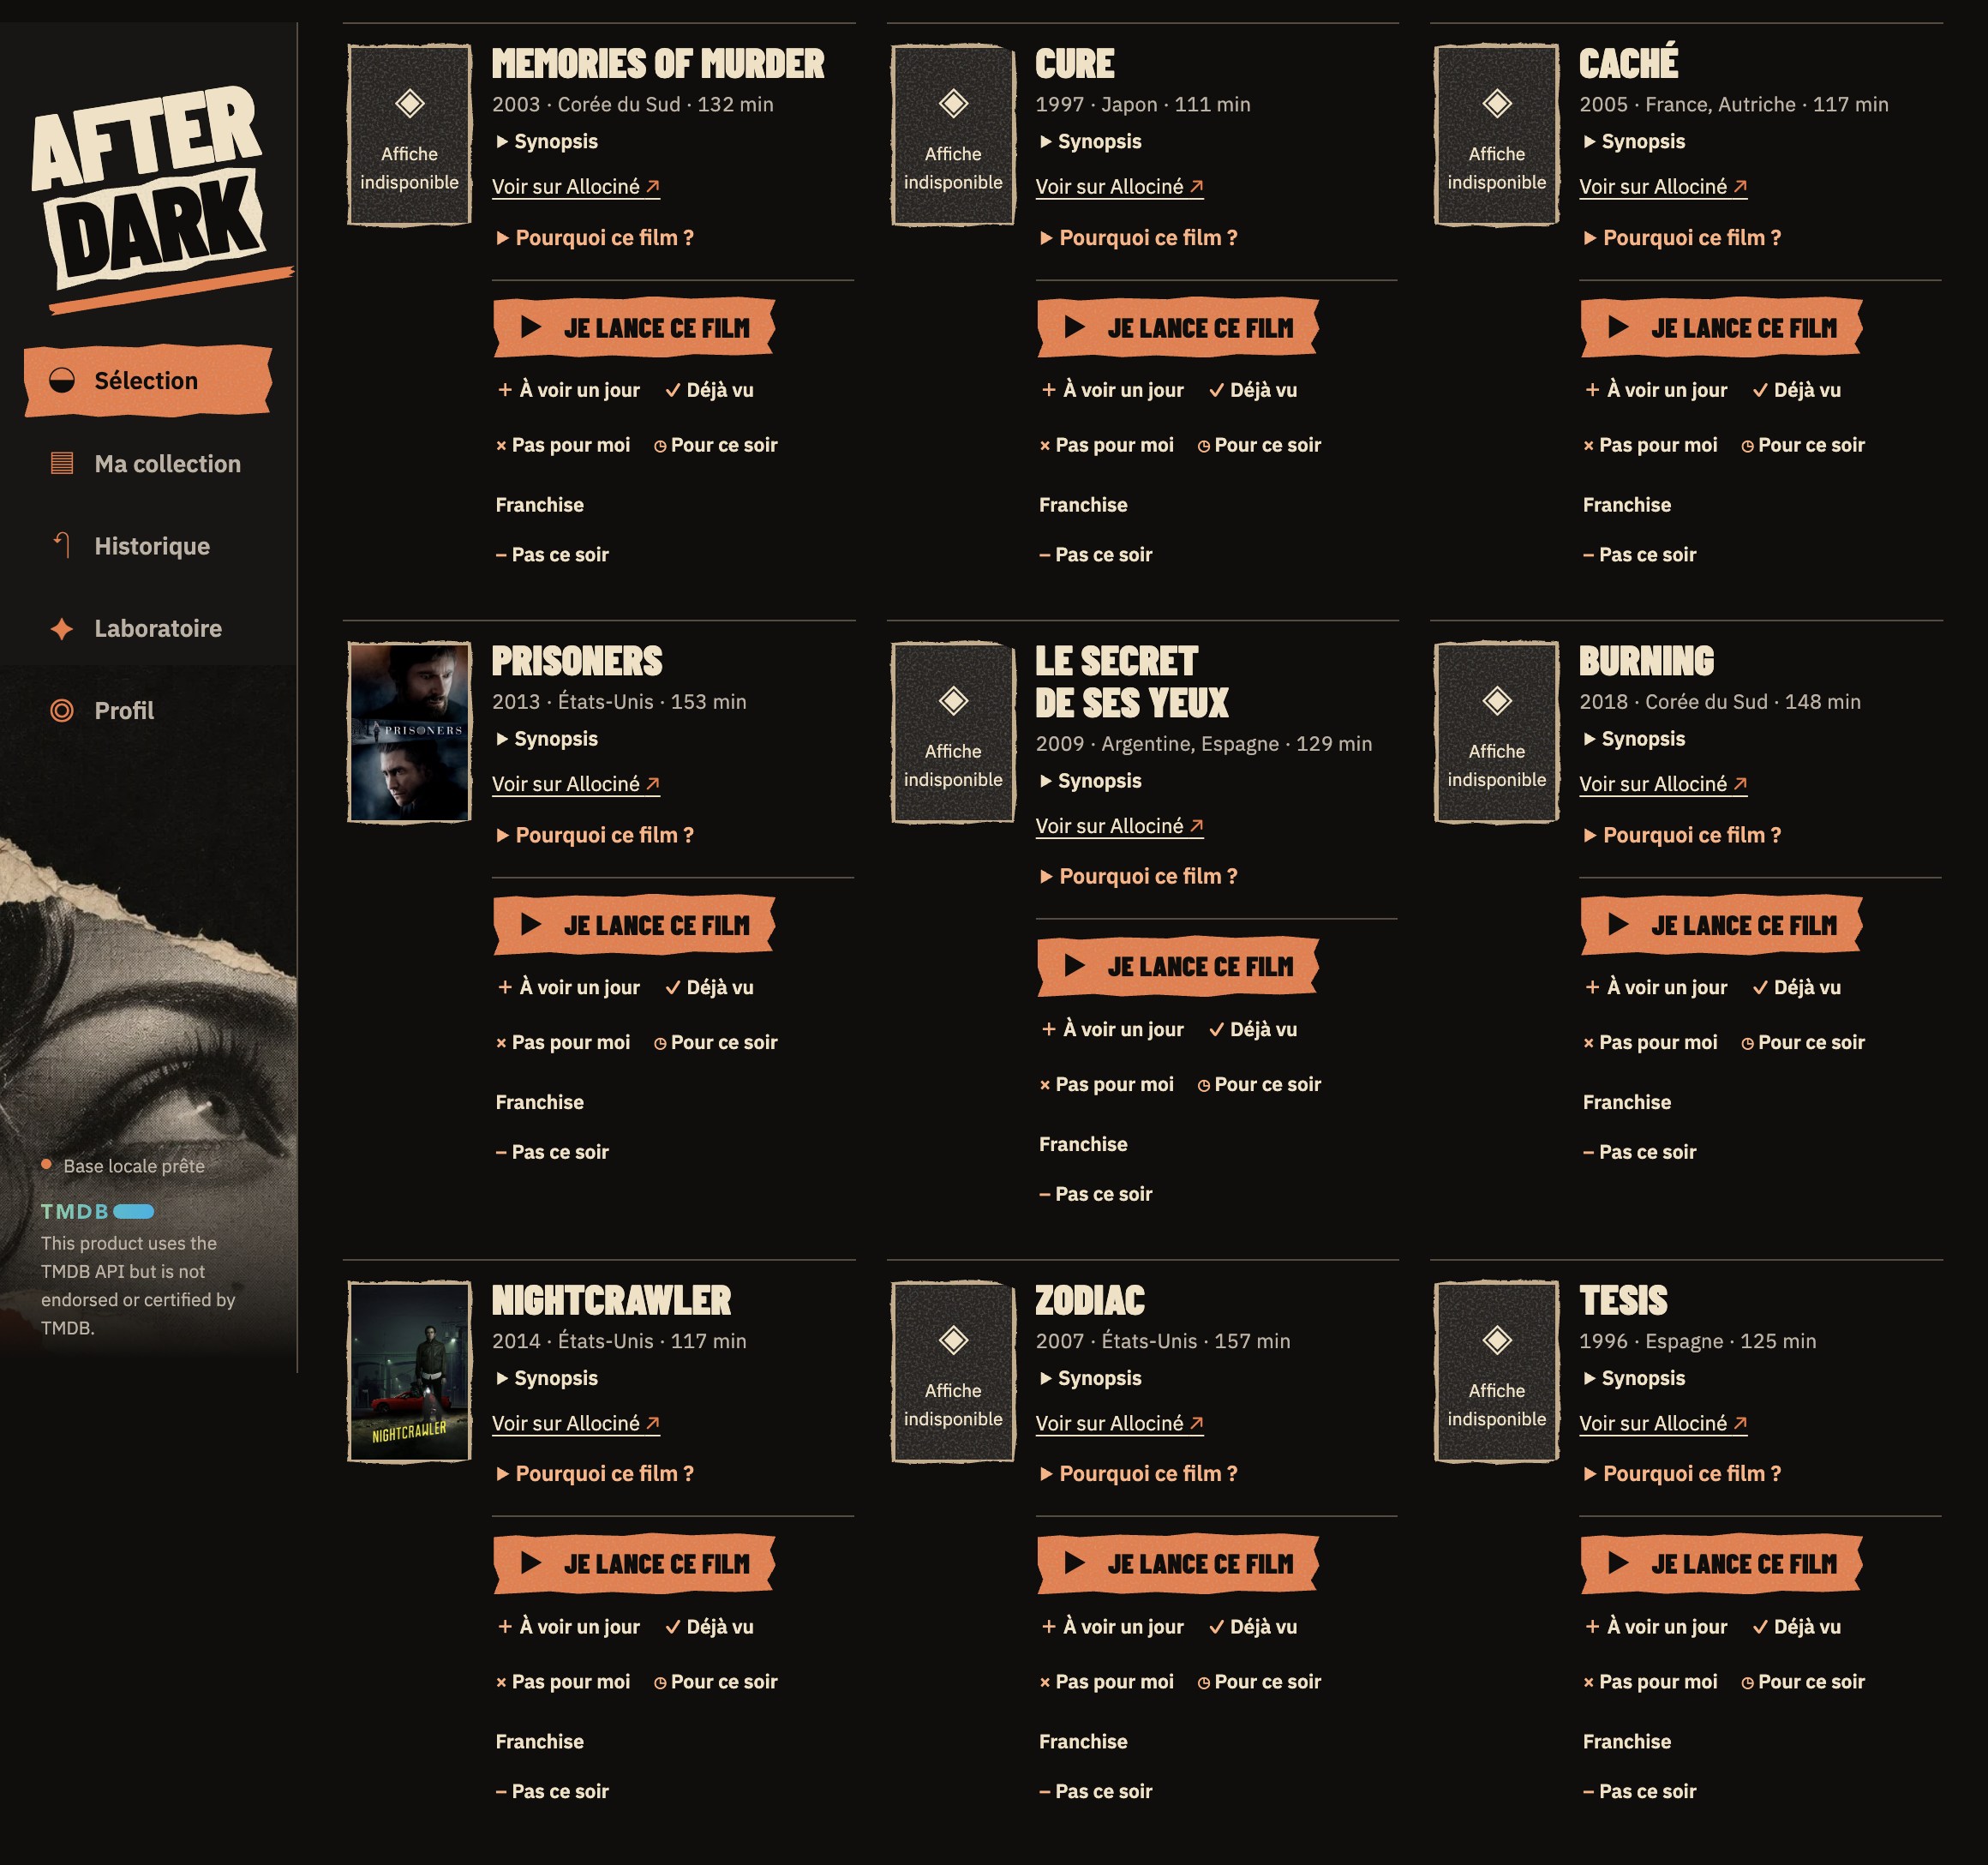 AFTER
DARK
Sélection
Ma collection
Historique
Laboratoire
Profil
Base locale prête
TMDB
This product uses the
TMDB API but is not
endorsed or certified by
TMDB.
Affiche
indisponible
MEMORIES OF MURDER
2003 · Corée du Sud · 132 min
Synopsis
Voir sur Allociné ↗
Pourquoi ce film ?
JE LANCE CE FILM
+ À voir un jour ✓ Déjà vu
× Pas pour moi ◷ Pour ce soir
Franchise
– Pas ce soir
Affiche
indisponible
CURE
1997 · Japon · 111 min
Synopsis
Voir sur Allociné ↗
Pourquoi ce film ?
JE LANCE CE FILM
+ À voir un jour ✓ Déjà vu
× Pas pour moi ◷ Pour ce soir
Franchise
– Pas ce soir
Affiche
indisponible
CACHÉ
2005 · France, Autriche · 117 min
Synopsis
Voir sur Allociné ↗
Pourquoi ce film ?
JE LANCE CE FILM
+ À voir un jour ✓ Déjà vu
× Pas pour moi ◷ Pour ce soir
Franchise
– Pas ce soir
PRISONERS
PRISONERS
2013 · États-Unis · 153 min
Synopsis
Voir sur Allociné ↗
Pourquoi ce film ?
JE LANCE CE FILM
+ À voir un jour ✓ Déjà vu
× Pas pour moi ◷ Pour ce soir
Franchise
– Pas ce soir
Affiche
indisponible
LE SECRET
DE SES YEUX
2009 · Argentine, Espagne · 129 min
Synopsis
Voir sur Allociné ↗
Pourquoi ce film ?
JE LANCE CE FILM
+ À voir un jour ✓ Déjà vu
× Pas pour moi ◷ Pour ce soir
Franchise
– Pas ce soir
Affiche
indisponible
BURNING
2018 · Corée du Sud · 148 min
Synopsis
Voir sur Allociné ↗
Pourquoi ce film ?
JE LANCE CE FILM
+ À voir un jour ✓ Déjà vu
× Pas pour moi ◷ Pour ce soir
Franchise
– Pas ce soir
NIGHTCRAWLER
NIGHTCRAWLER
2014 · États-Unis · 117 min
Synopsis
Voir sur Allociné ↗
Pourquoi ce film ?
JE LANCE CE FILM
+ À voir un jour ✓ Déjà vu
× Pas pour moi ◷ Pour ce soir
Franchise
– Pas ce soir
Affiche
indisponible
ZODIAC
2007 · États-Unis · 157 min
Synopsis
Voir sur Allociné ↗
Pourquoi ce film ?
JE LANCE CE FILM
+ À voir un jour ✓ Déjà vu
× Pas pour moi ◷ Pour ce soir
Franchise
– Pas ce soir
Affiche
indisponible
TESIS
1996 · Espagne · 125 min
Synopsis
Voir sur Allociné ↗
Pourquoi ce film ?
JE LANCE CE FILM
+ À voir un jour ✓ Déjà vu
× Pas pour moi ◷ Pour ce soir
Franchise
– Pas ce soir